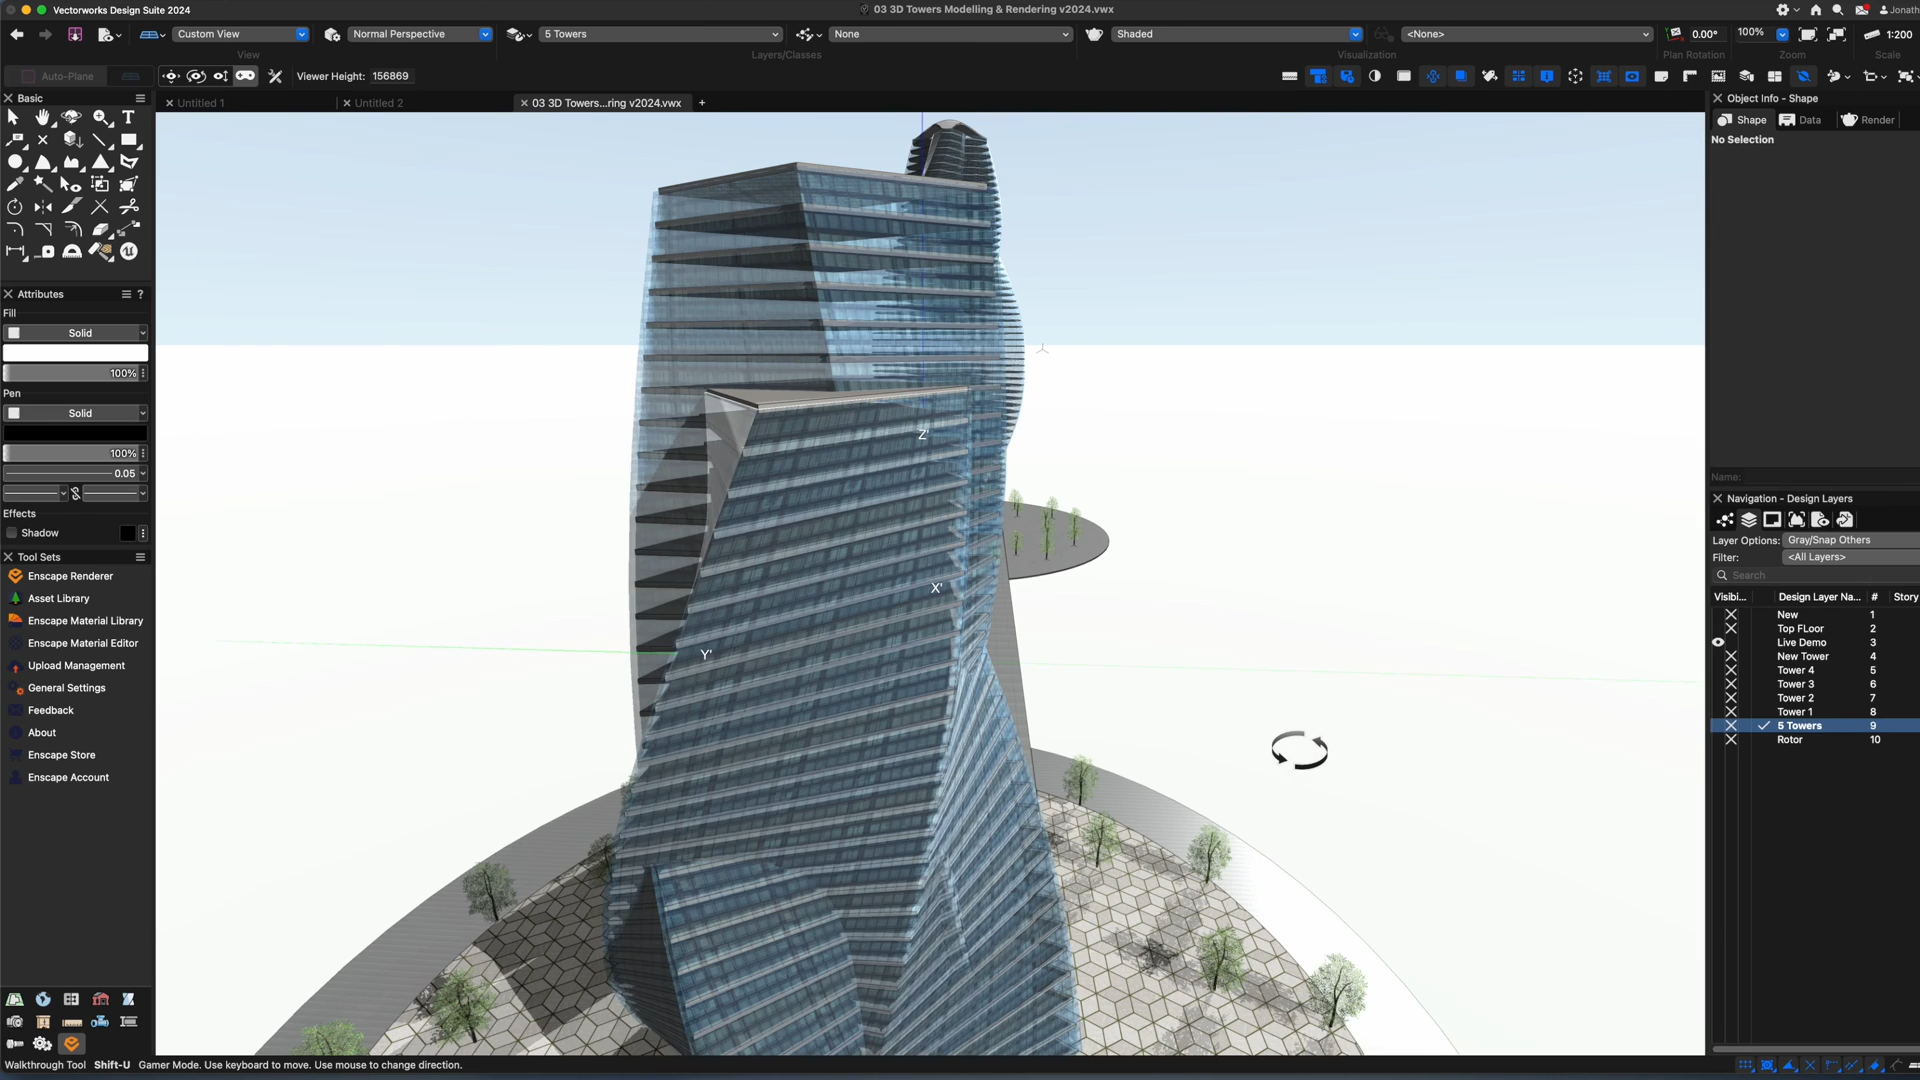 Vectorworks Design Suite 2024
03 3D Towers Modelling & Rendering v2024.vwx
Jonath
Custom View
Normal Perspective
5 Towers
None
Shaded
<None>
0.00°
100%
1:200
View
Layers/Classes
Visualization
Plan Rotation
Zoom
Scale
Auto-Plane
Viewer Height: 156869
Untitled 1
Untitled 2
03 3D Towers...ring v2024.vwx
Basic
Attributes
Fill
Solid
100%
Pen
Solid
100%
0.05
Effects
Shadow
Tool Sets
Enscape Renderer
Asset Library
Enscape Material Library
Enscape Material Editor
Upload Management
General Settings
Feedback
About
Enscape Store
Enscape Account
Z'
X'
Y'
Object Info - Shape
Shape
Data
Render
No Selection
Name:
Navigation - Design Layers
Layer Options: Gray/Snap Others
Filter: <All Layers>
Search
Visibi... Design Layer Na... # Story
New 1
Top FLoor 2
Live Demo 3
New Tower 4
Tower 4 5
Tower 3 6
Tower 2 7
Tower 1 8
5 Towers 9
Rotor 10
Walkthrough Tool Shift-U Gamer Mode. Use keyboard to move. Use mouse to change direction.